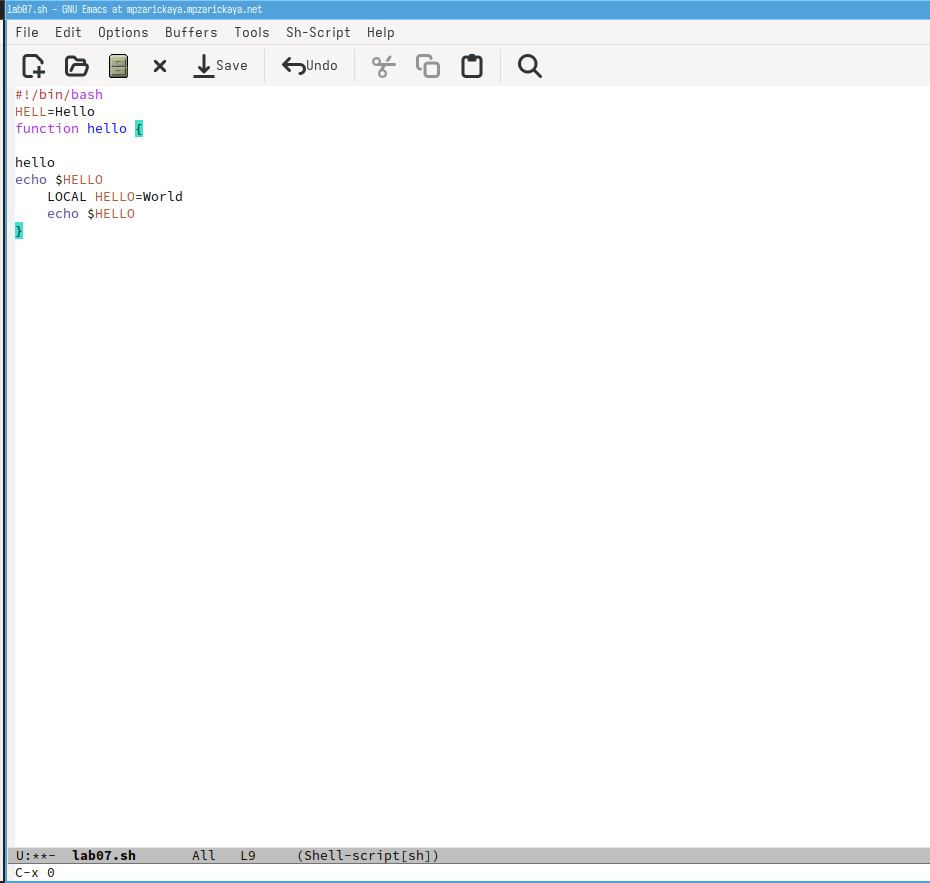 lab07.sh - GNU Emacs at mpzarickaya.mpzarickaya.net
File Edit Options Buffers Tools Sh-Script Help
Save Undo
#!/bin/bash
HELL=Hello
function hello {
hello
echo $HELLO
    LOCAL HELLO=World
    echo $HELLO
}
U:**-  lab07.sh       All   L9     (Shell-script[sh])
C-x 0